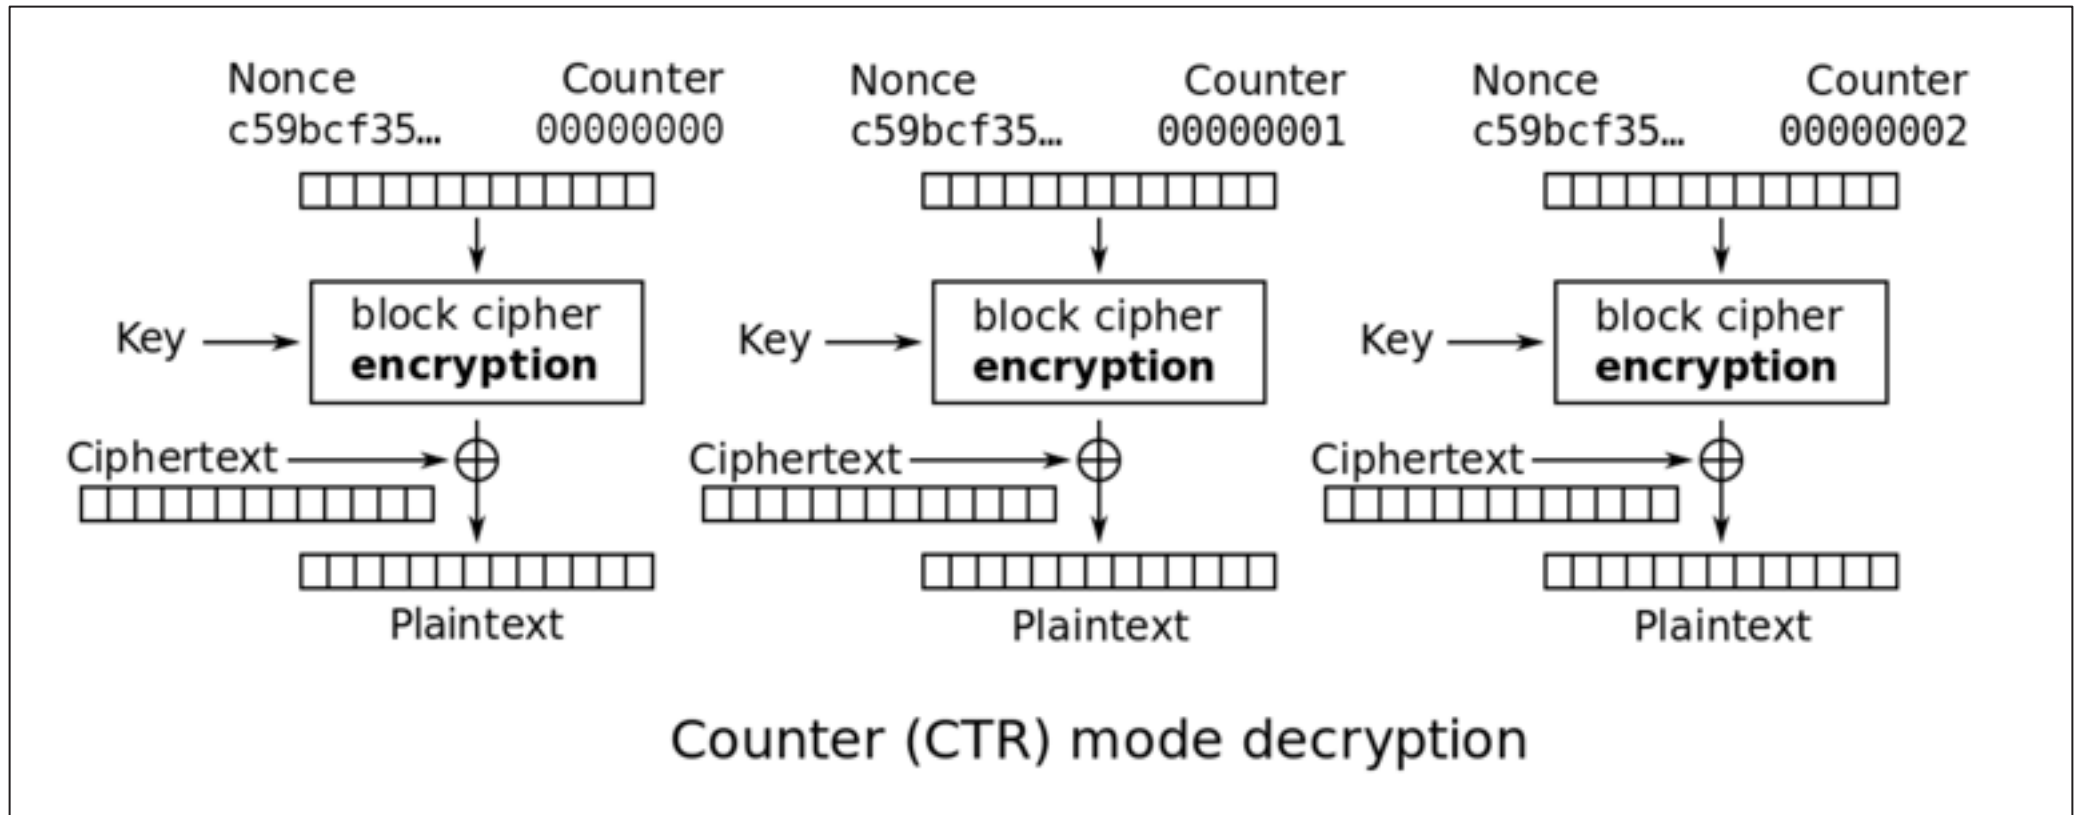 Nonce Counter Nonce Counter Nonce Counter
c59bcf35… 00000000 c59bcf35… 00000001 c59bcf35… 00000002
block cipher block cipher block cipher
Key Key Key
encryption encryption encryption
Ciphertext Ciphertext Ciphertext
Plaintext Plaintext Plaintext
Counter (CTR) mode decryption